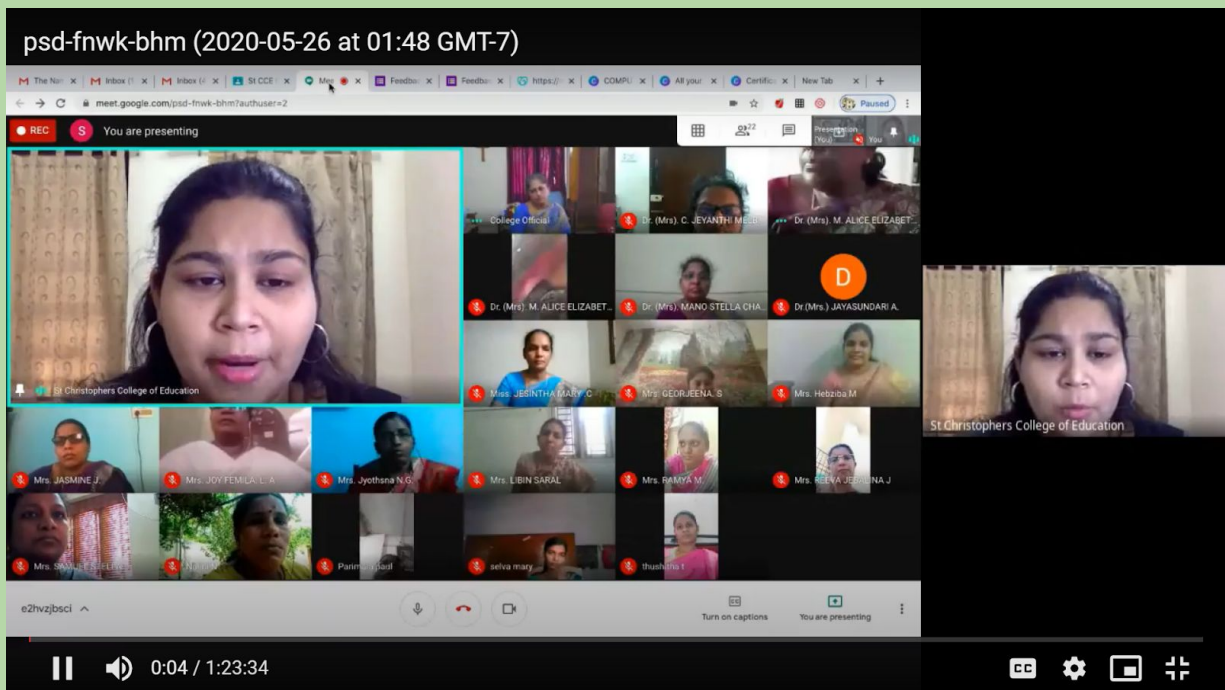 psd-fnwk-bhm (2020-05-26 at 01:48 GMT-7)
The Nam Inbox (1 Inbox (4 St CCE Mee Feedba Feedba https:// COMPU All your Certific New Tab
meet.google.com/psd-fnwk-bhm?authuser=2 Paused
REC S You are presenting 22 Presentation (You) You
College Official Dr. (Mrs). C. JEYANTHI Dr. (Mrs). M. ALICE ELIZABET...
D
Dr. (Mrs). M. ALICE ELIZABET... Dr. (Mrs). MANO STELLA CHA... Dr.(Mrs.) JAYASUNDARI A.
St Christophers College of Education Miss. JESINTHA MARY .C Mrs. GEORJEENA. S Mrs. Hebziba M
St Christophers College of Education
Mrs. JASMINE J. Mrs. JOY FEMILA. L. A Mrs. Jyothsna N.G. Mrs. LIBIN SARAL Mrs. RAMYA M. Mrs.
Mrs. selva mary
e2hvzjbsci Turn on captions You are presenting
0:04 / 1:23:34 CC